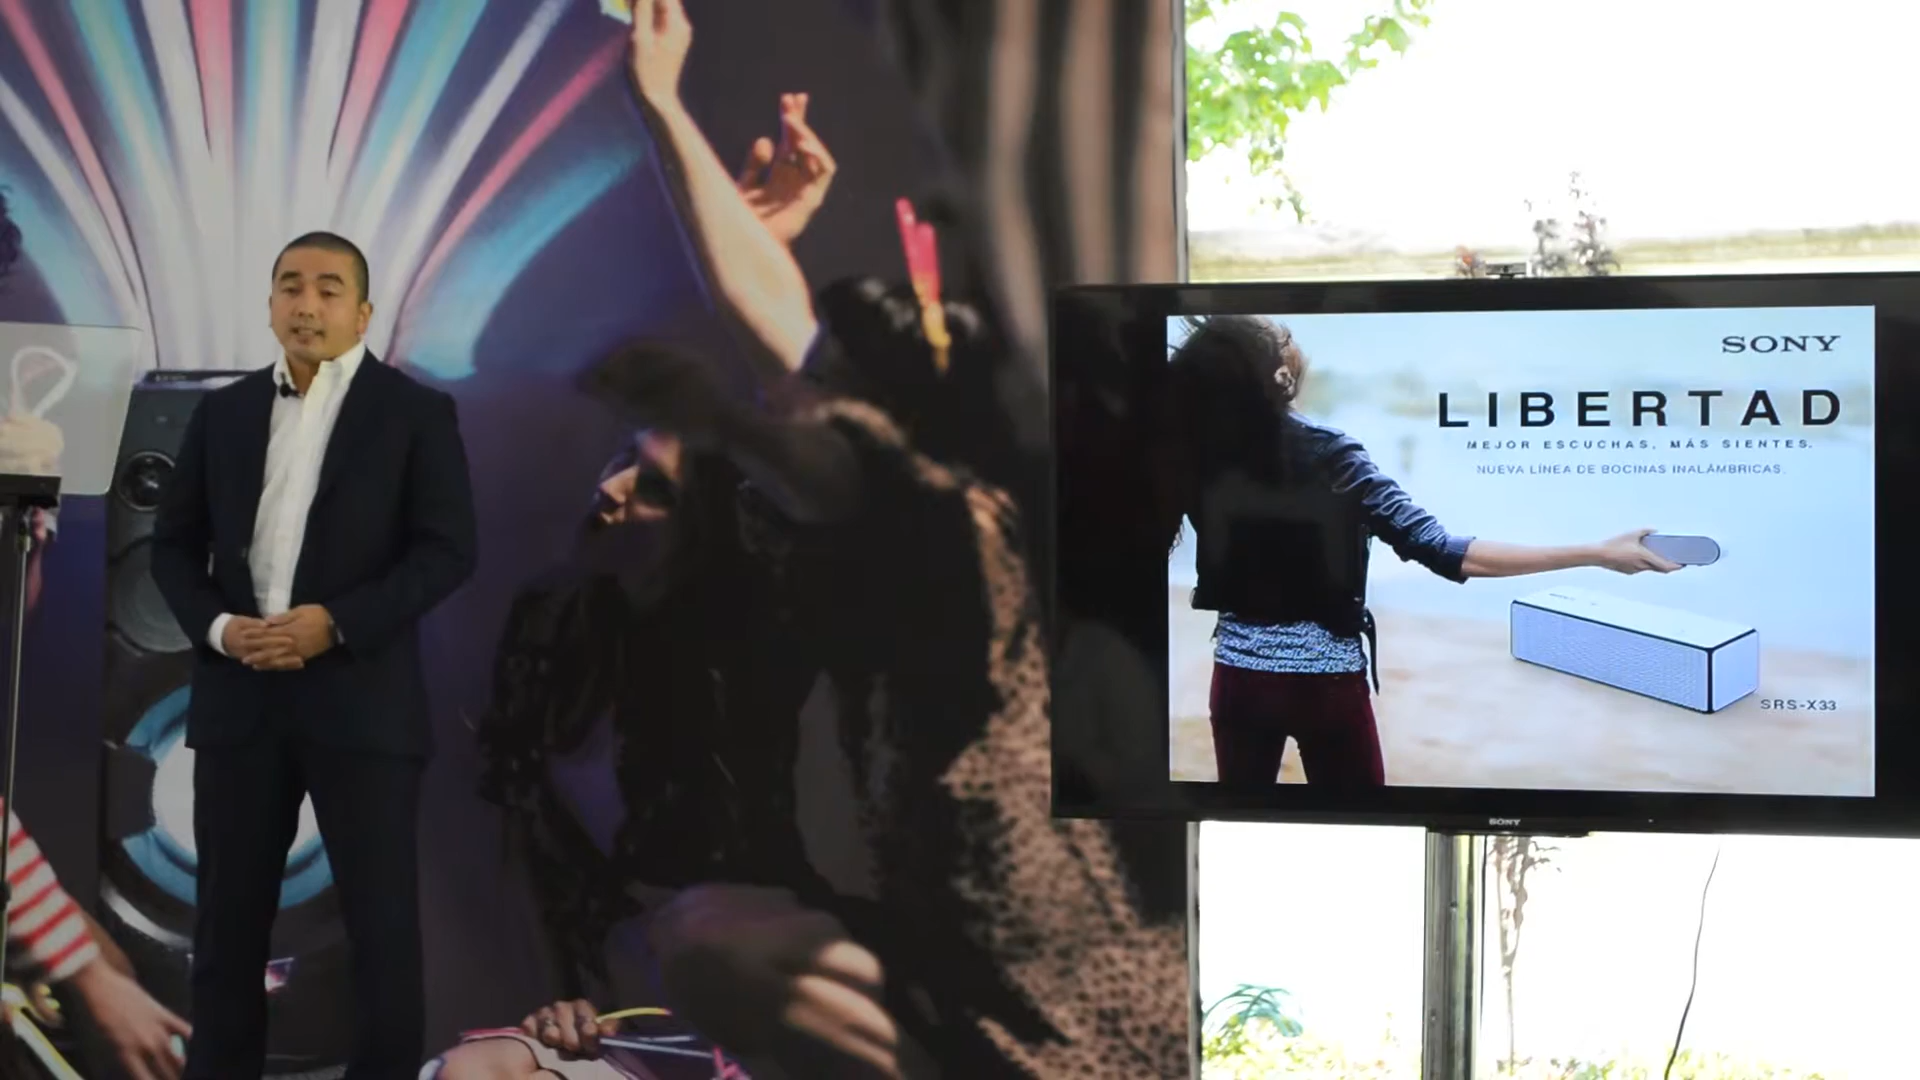 SONY
LIBERTAD
MEJOR ESCUCHAS, MÁS SIENTES.
NUEVA LÍNEA DE BOCINAS INALÁMBRICAS.
SRS-X33
SONY